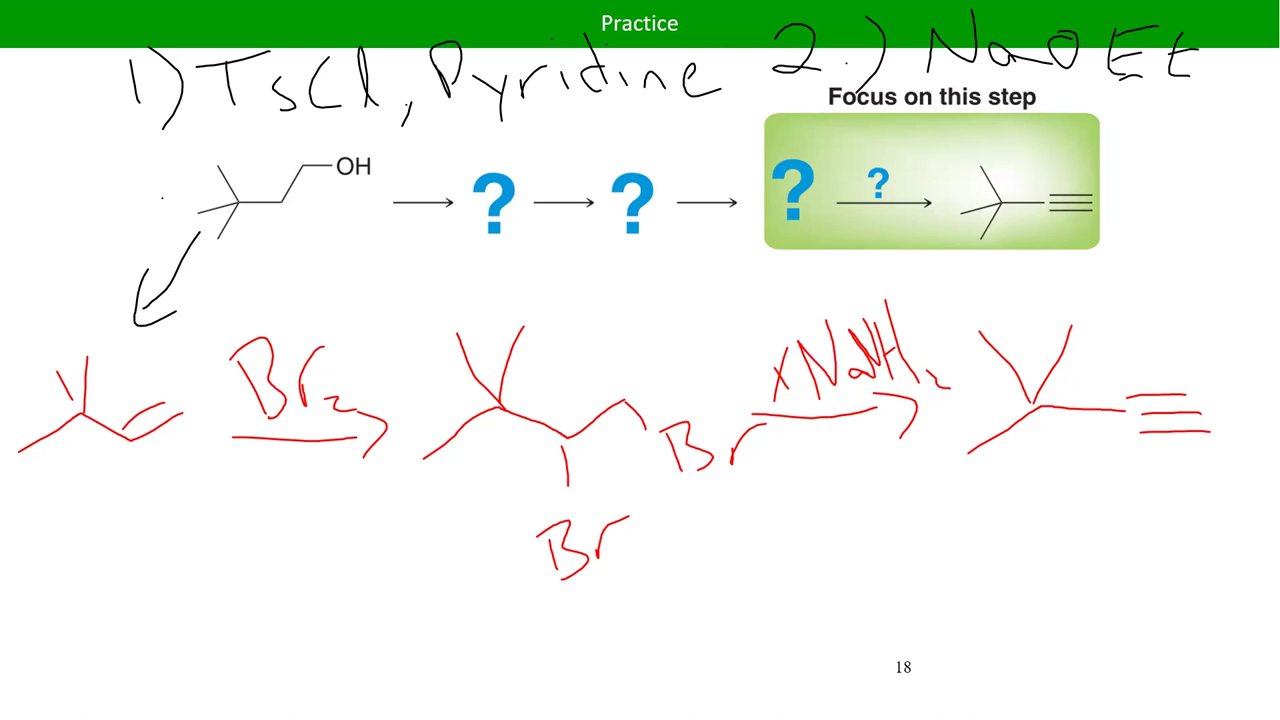 Practice
1) TsCl, Pyridine 2.) NaOEt
Focus on this step
OH
? ? ? ?
Br2 xNaNH2
Br
Br
18